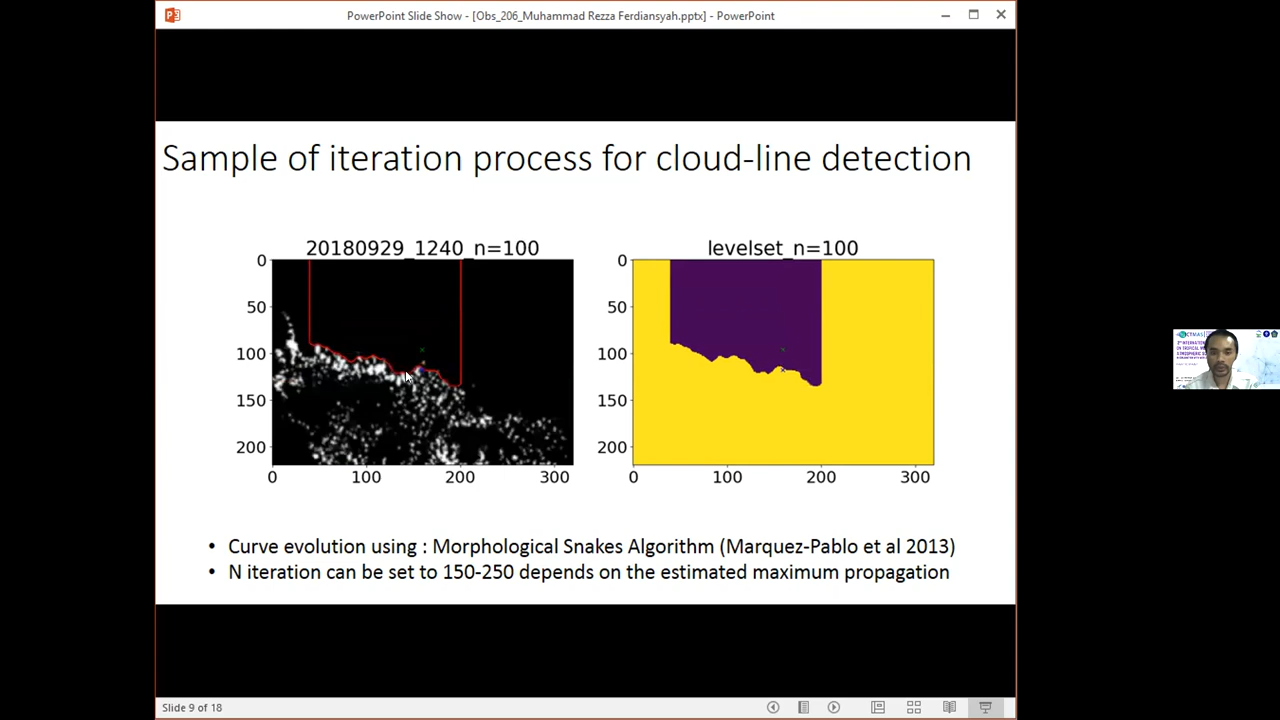 PowerPoint Slide Show - [Obs_206_Muhammad Rezza Ferdiansyah.pptx] - PowerPoint
Sample of iteration process for cloud-line detection
20180929_1240_n=100
0
50
100
150
200
0 100 200 300
levelset_n=100
0
50
100
150
200
0 100 200 300
• Curve evolution using : Morphological Snakes Algorithm (Marquez-Pablo et al 2013)
• N iteration can be set to 150-250 depends on the estimated maximum propagation
Slide 9 of 18